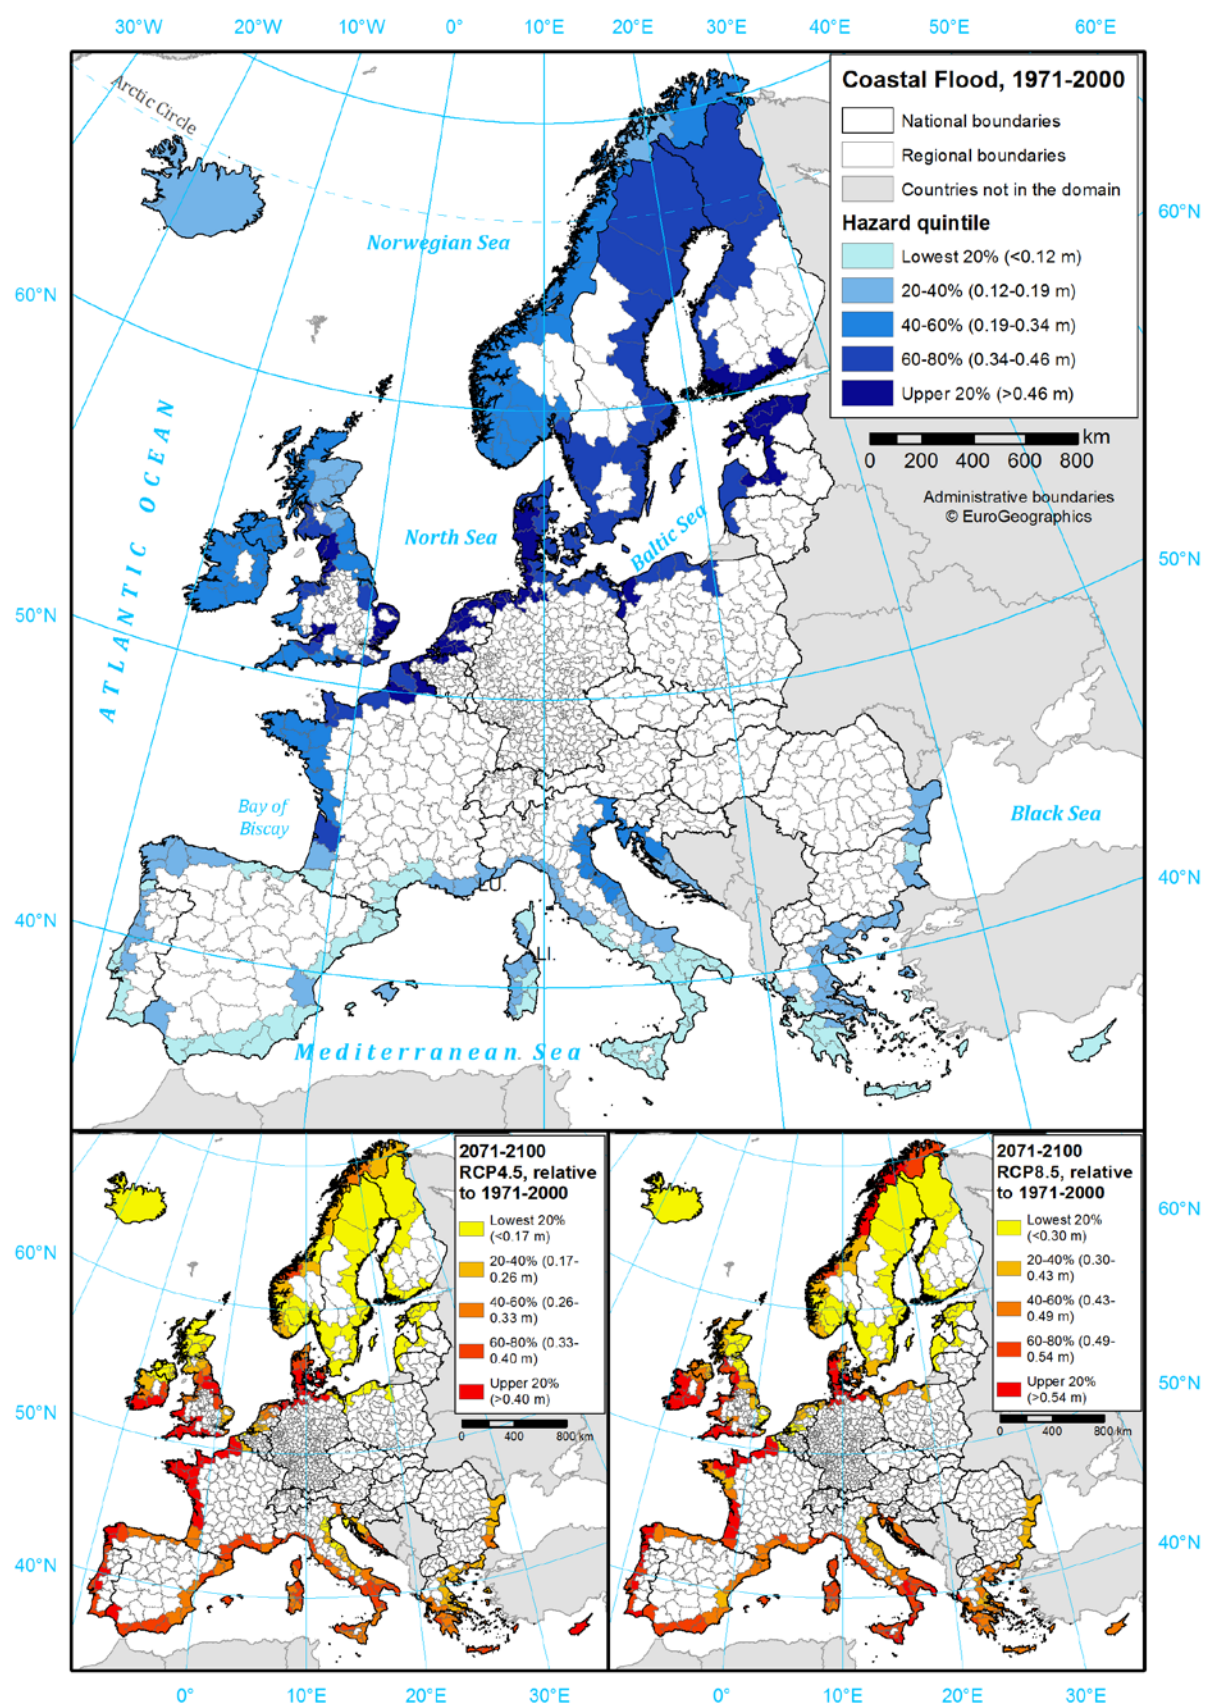 30°W 20°W 10°W 0° 10°E 20°E 30°E 40°E 50°E 60°E
Coastal Flood, 1971-2000
National boundaries
Regional boundaries
Countries not in the domain
Hazard quintile
Lowest 20% (<0.12 m)
20-40% (0.12-0.19 m)
40-60% (0.19-0.34 m)
60-80% (0.34-0.46 m)
Upper 20% (>0.46 m)
km
0 200 400 600 800
Administrative boundaries
© EuroGeographics
Arctic Circle
Norwegian Sea
60°N
60°N
ATLANTIC OCEAN
North Sea
Baltic Sea
50°N
50°N
Bay of
Biscay
Black Sea
LU.
LI.
40°N
40°N
Mediterranean Sea
2071-2100
RCP4.5, relative
to 1971-2000
Lowest 20%
(<0.17 m)
20-40% (0.17-
0.26 m)
40-60% (0.26-
0.33 m)
60-80% (0.33-
0.40 m)
Upper 20%
(>0.40 m)
0 400 800 km
2071-2100
RCP8.5, relative
to 1971-2000
Lowest 20%
(<0.30 m)
20-40% (0.30-
0.43 m)
40-60% (0.43-
0.49 m)
60-80% (0.49-
0.54 m)
Upper 20%
(>0.54 m)
0 400 800 km
60°N
60°N
50°N
50°N
40°N
40°N
0° 10°E 20°E 30°E 0° 10°E 20°E 30°E